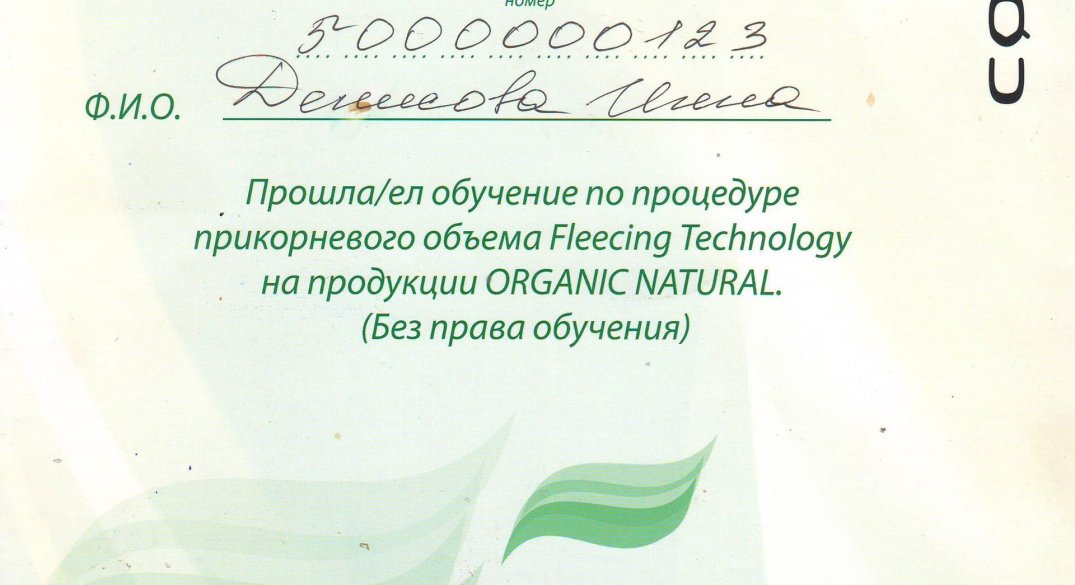 номер
5000000123
Ф.И.О. Денисова Инна
Прошла/ел обучение по процедуре
прикорневого объема Fleecing Technology
на продукции ORGANIC NATURAL.
(Без права обучения)